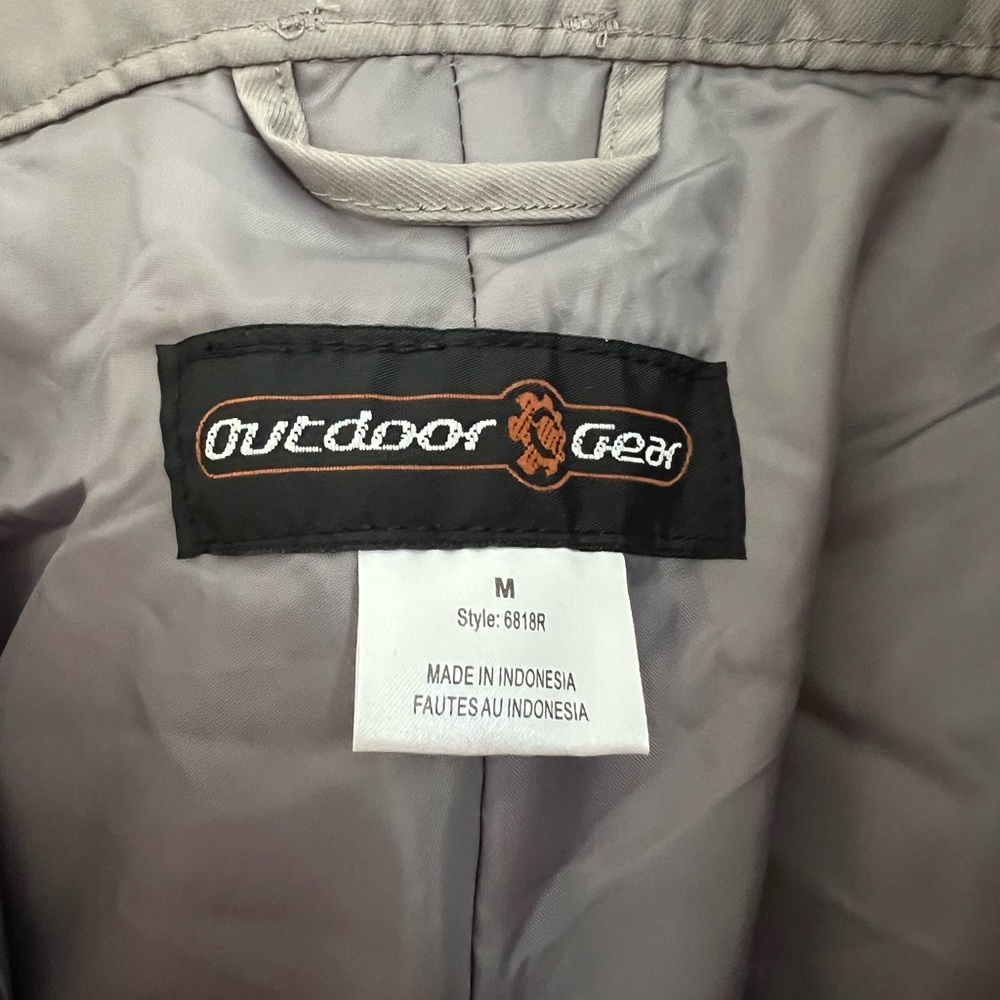 outdoor Gear
M
Style: 6818R
MADE IN INDONESIA
FAUTES AU INDONESIA